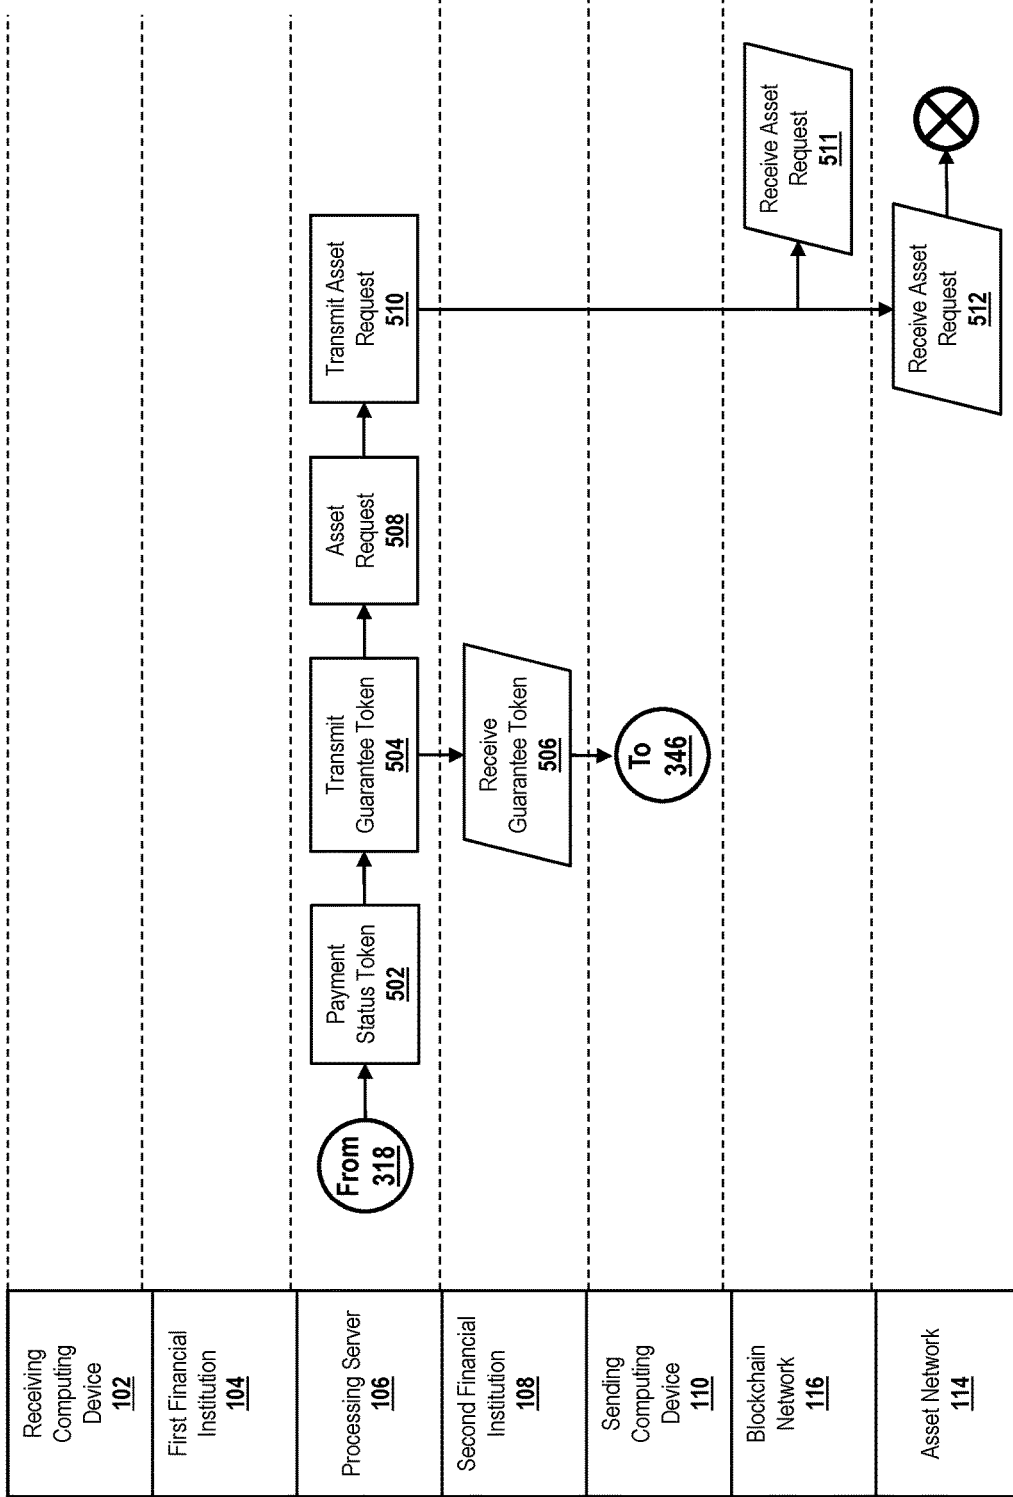 Receiving
Computing
Device
102
First Financial
Institution
104
Processing Server
106
Second Financial
Institution
108
Sending
Computing
Device
110
Blockchain
Network
116
Asset Network
114
From
318
Payment
Status Token
502
Transmit
Guarantee Token
504
Asset
Request
508
Transmit Asset
Request
510
Receive
Guarantee Token
506
To
346
Receive Asset
Request
511
Receive Asset
Request
512